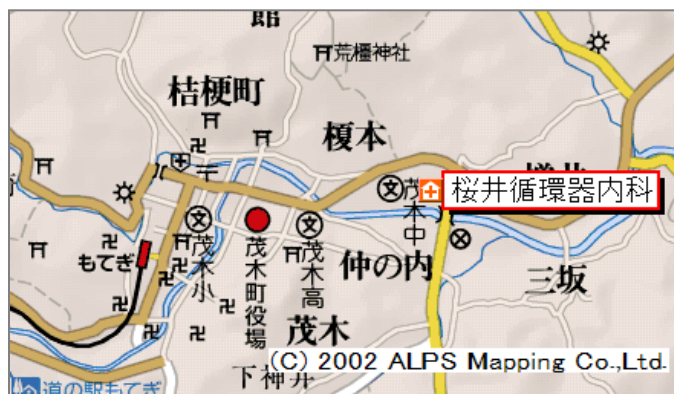 館
荒橿神社
桔梗町
榎本
桜井循環器内科
茂木中
茂木小
茂木町役場
茂木高
もてぎ
仲の内
三坂
茂木
(C) 2002 ALPS Mapping Co.,Ltd.
下神井
道の駅もてぎ